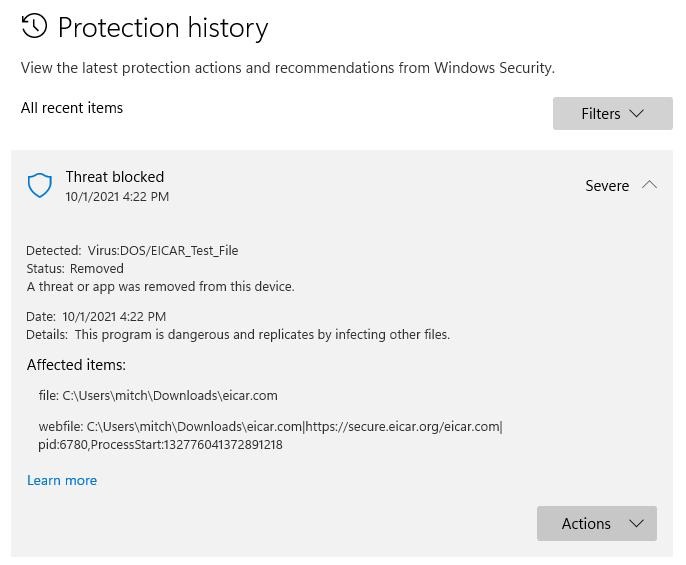 Protection history
View the latest protection actions and recommendations from Windows Security.
All recent items
Filters
Threat blocked
10/1/2021 4:22 PM
Severe
Detected: Virus:DOS/EICAR_Test_File
Status: Removed
A threat or app was removed from this device.
Date: 10/1/2021 4:22 PM
Details: This program is dangerous and replicates by infecting other files.
Affected items:
file: C:\Users\mitch\Downloads\eicar.com
webfile: C:\Users\mitch\Downloads\eicar.com|https://secure.eicar.org/eicar.com|
pid:6780,ProcessStart:132776041372891218
Learn more
Actions